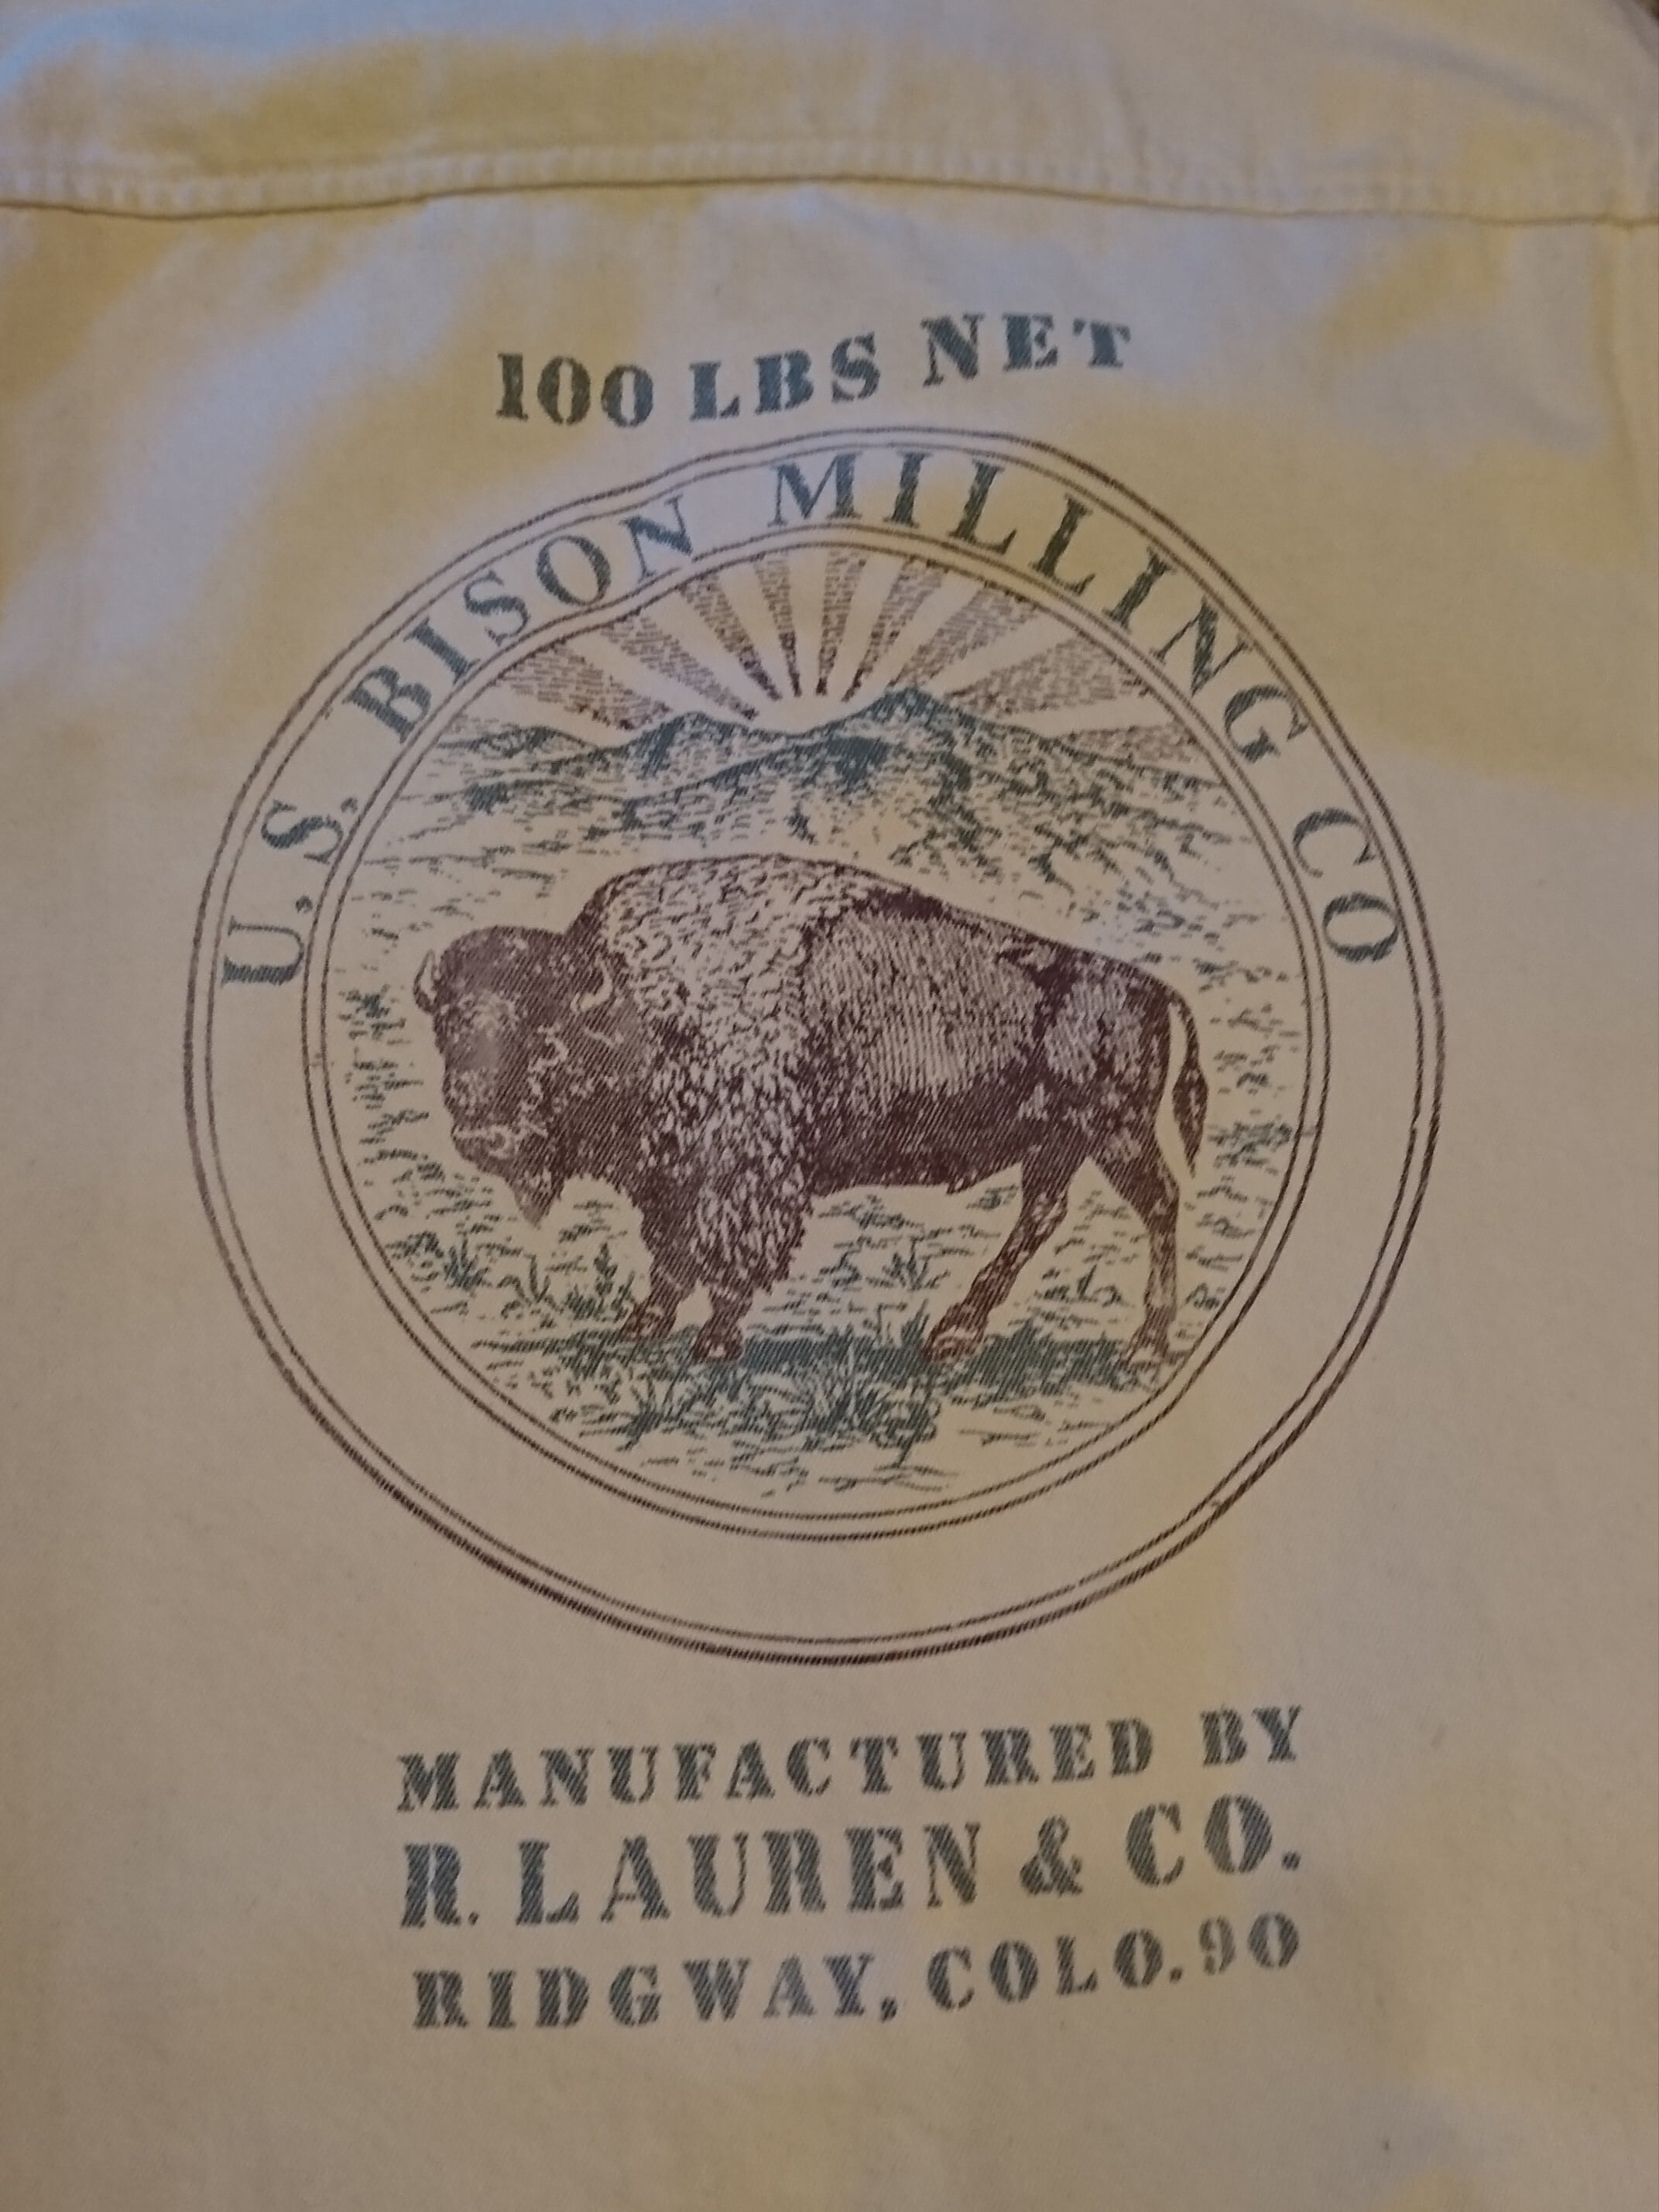 100 LBS NET
U.S. BISON MILLING CO
MANUFACTURED BY
R. LAUREN & CO.
RIDGWAY, COLO. 90